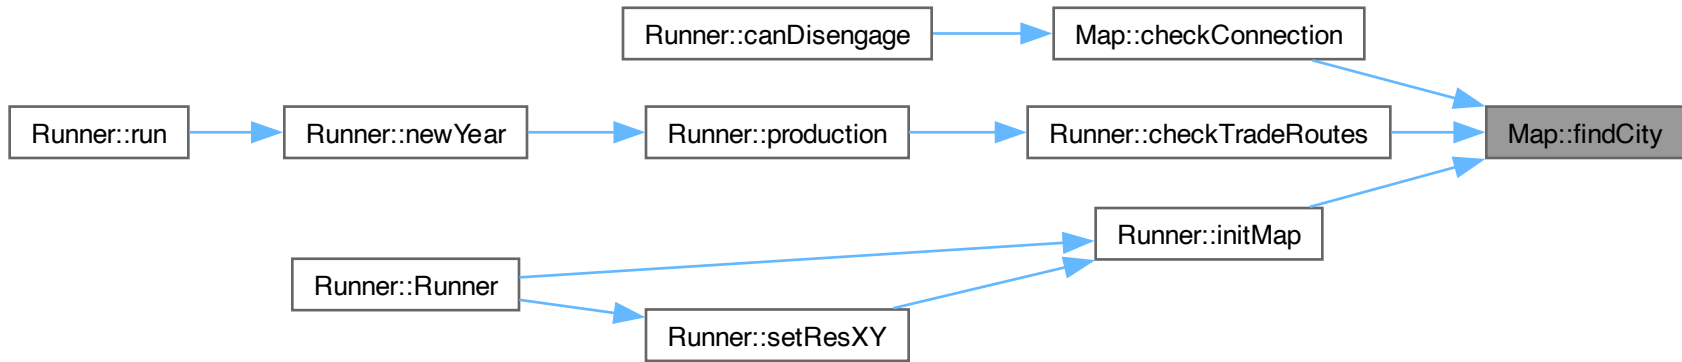 Runner::canDisengage
Map::checkConnection
Runner::run
Runner::newYear
Runner::production
Runner::checkTradeRoutes
Map::findCity
Runner::initMap
Runner::Runner
Runner::setResXY